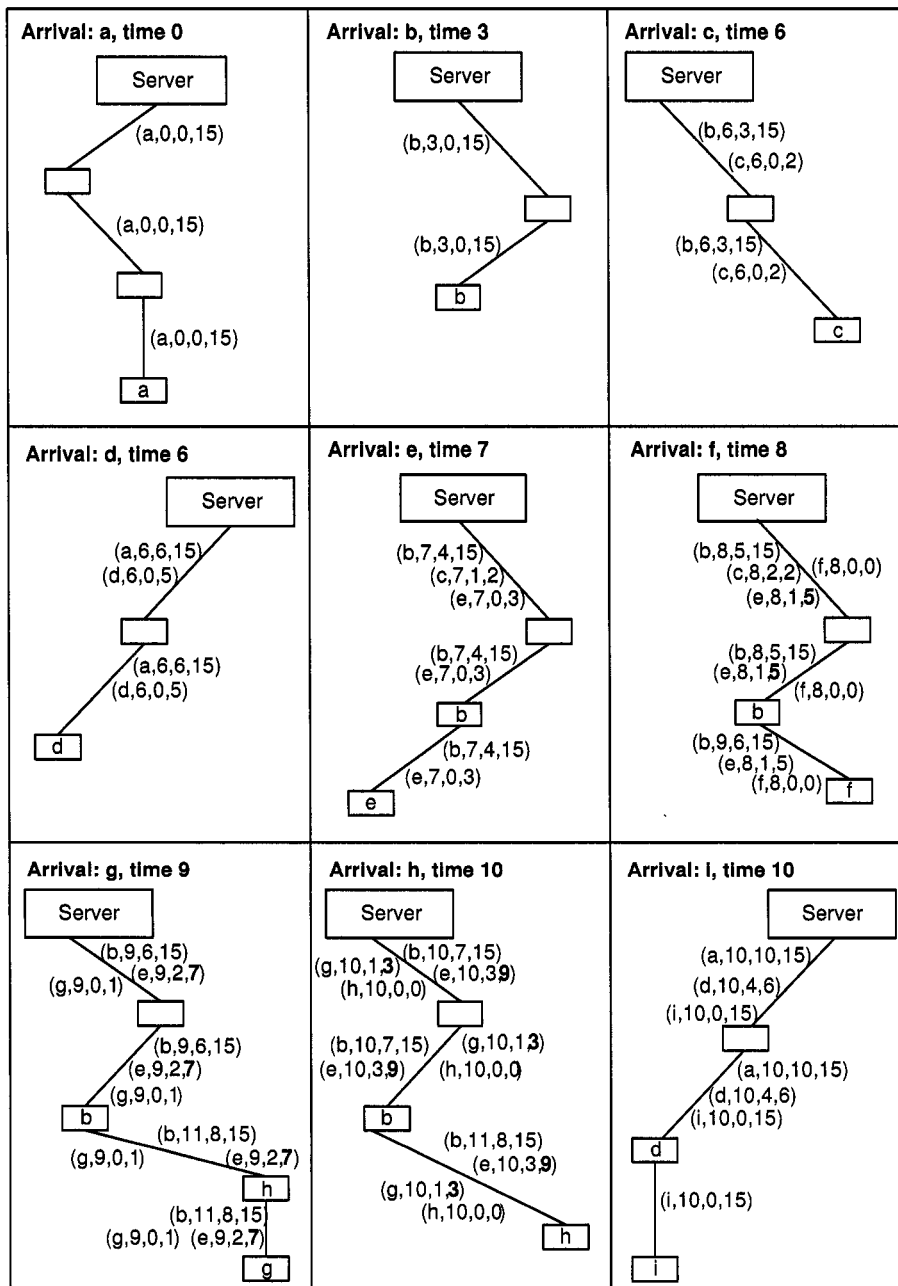 Arrival: a, time 0
Server
(a,0,0,15)
(a,0,0,15)
(a,0,0,15)
a
Arrival: b, time 3
Server
(b,3,0,15)
(b,3,0,15)
b
Arrival: c, time 6
Server
(b,6,3,15)
(c,6,0,2)
(b,6,3,15)
(c,6,0,2)
c
Arrival: d, time 6
Server
(a,6,6,15)
(d,6,0,5)
(a,6,6,15)
(d,6,0,5)
d
Arrival: e, time 7
Server
(b,7,4,15)
(c,7,1,2)
(e,7,0,3)
(b,7,4,15)
(e,7,0,3)
b
(b,7,4,15)
(e,7,0,3)
e
Arrival: f, time 8
Server
(b,8,5,15)
(c,8,2,2) (f,8,0,0)
(e,8,1,5)
(b,8,5,15)
(e,8,1,5) (f,8,0,0)
b
(b,9,6,15)
(e,8,1,5)
(f,8,0,0) f
Arrival: g, time 9
Server
(b,9,6,15)
(g,9,0,1) (e,9,2,7)
(b,9,6,15)
(e,9,2,7)
(g,9,0,1)
b
(b,11,8,15)
(g,9,0,1) (e,9,2,7)
h
(b,11,8,15)
(g,9,0,1) (e,9,2,7)
g
Arrival: h, time 10
Server
(b,10,7,15)
(g,10,1,3) (e,10,3,9)
(h,10,0,0)
(b,10,7,15) (g,10,1,3)
(e,10,3,9) (h,10,0,0)
b
(b,11,8,15)
(e,10,3,9)
(g,10,1,3)
(h,10,0,0)
h
Arrival: i, time 10
Server
(a,10,10,15)
(d,10,4,6)
(i,10,0,15)
(a,10,10,15)
(d,10,4,6)
(i,10,0,15)
d
(i,10,0,15)
i